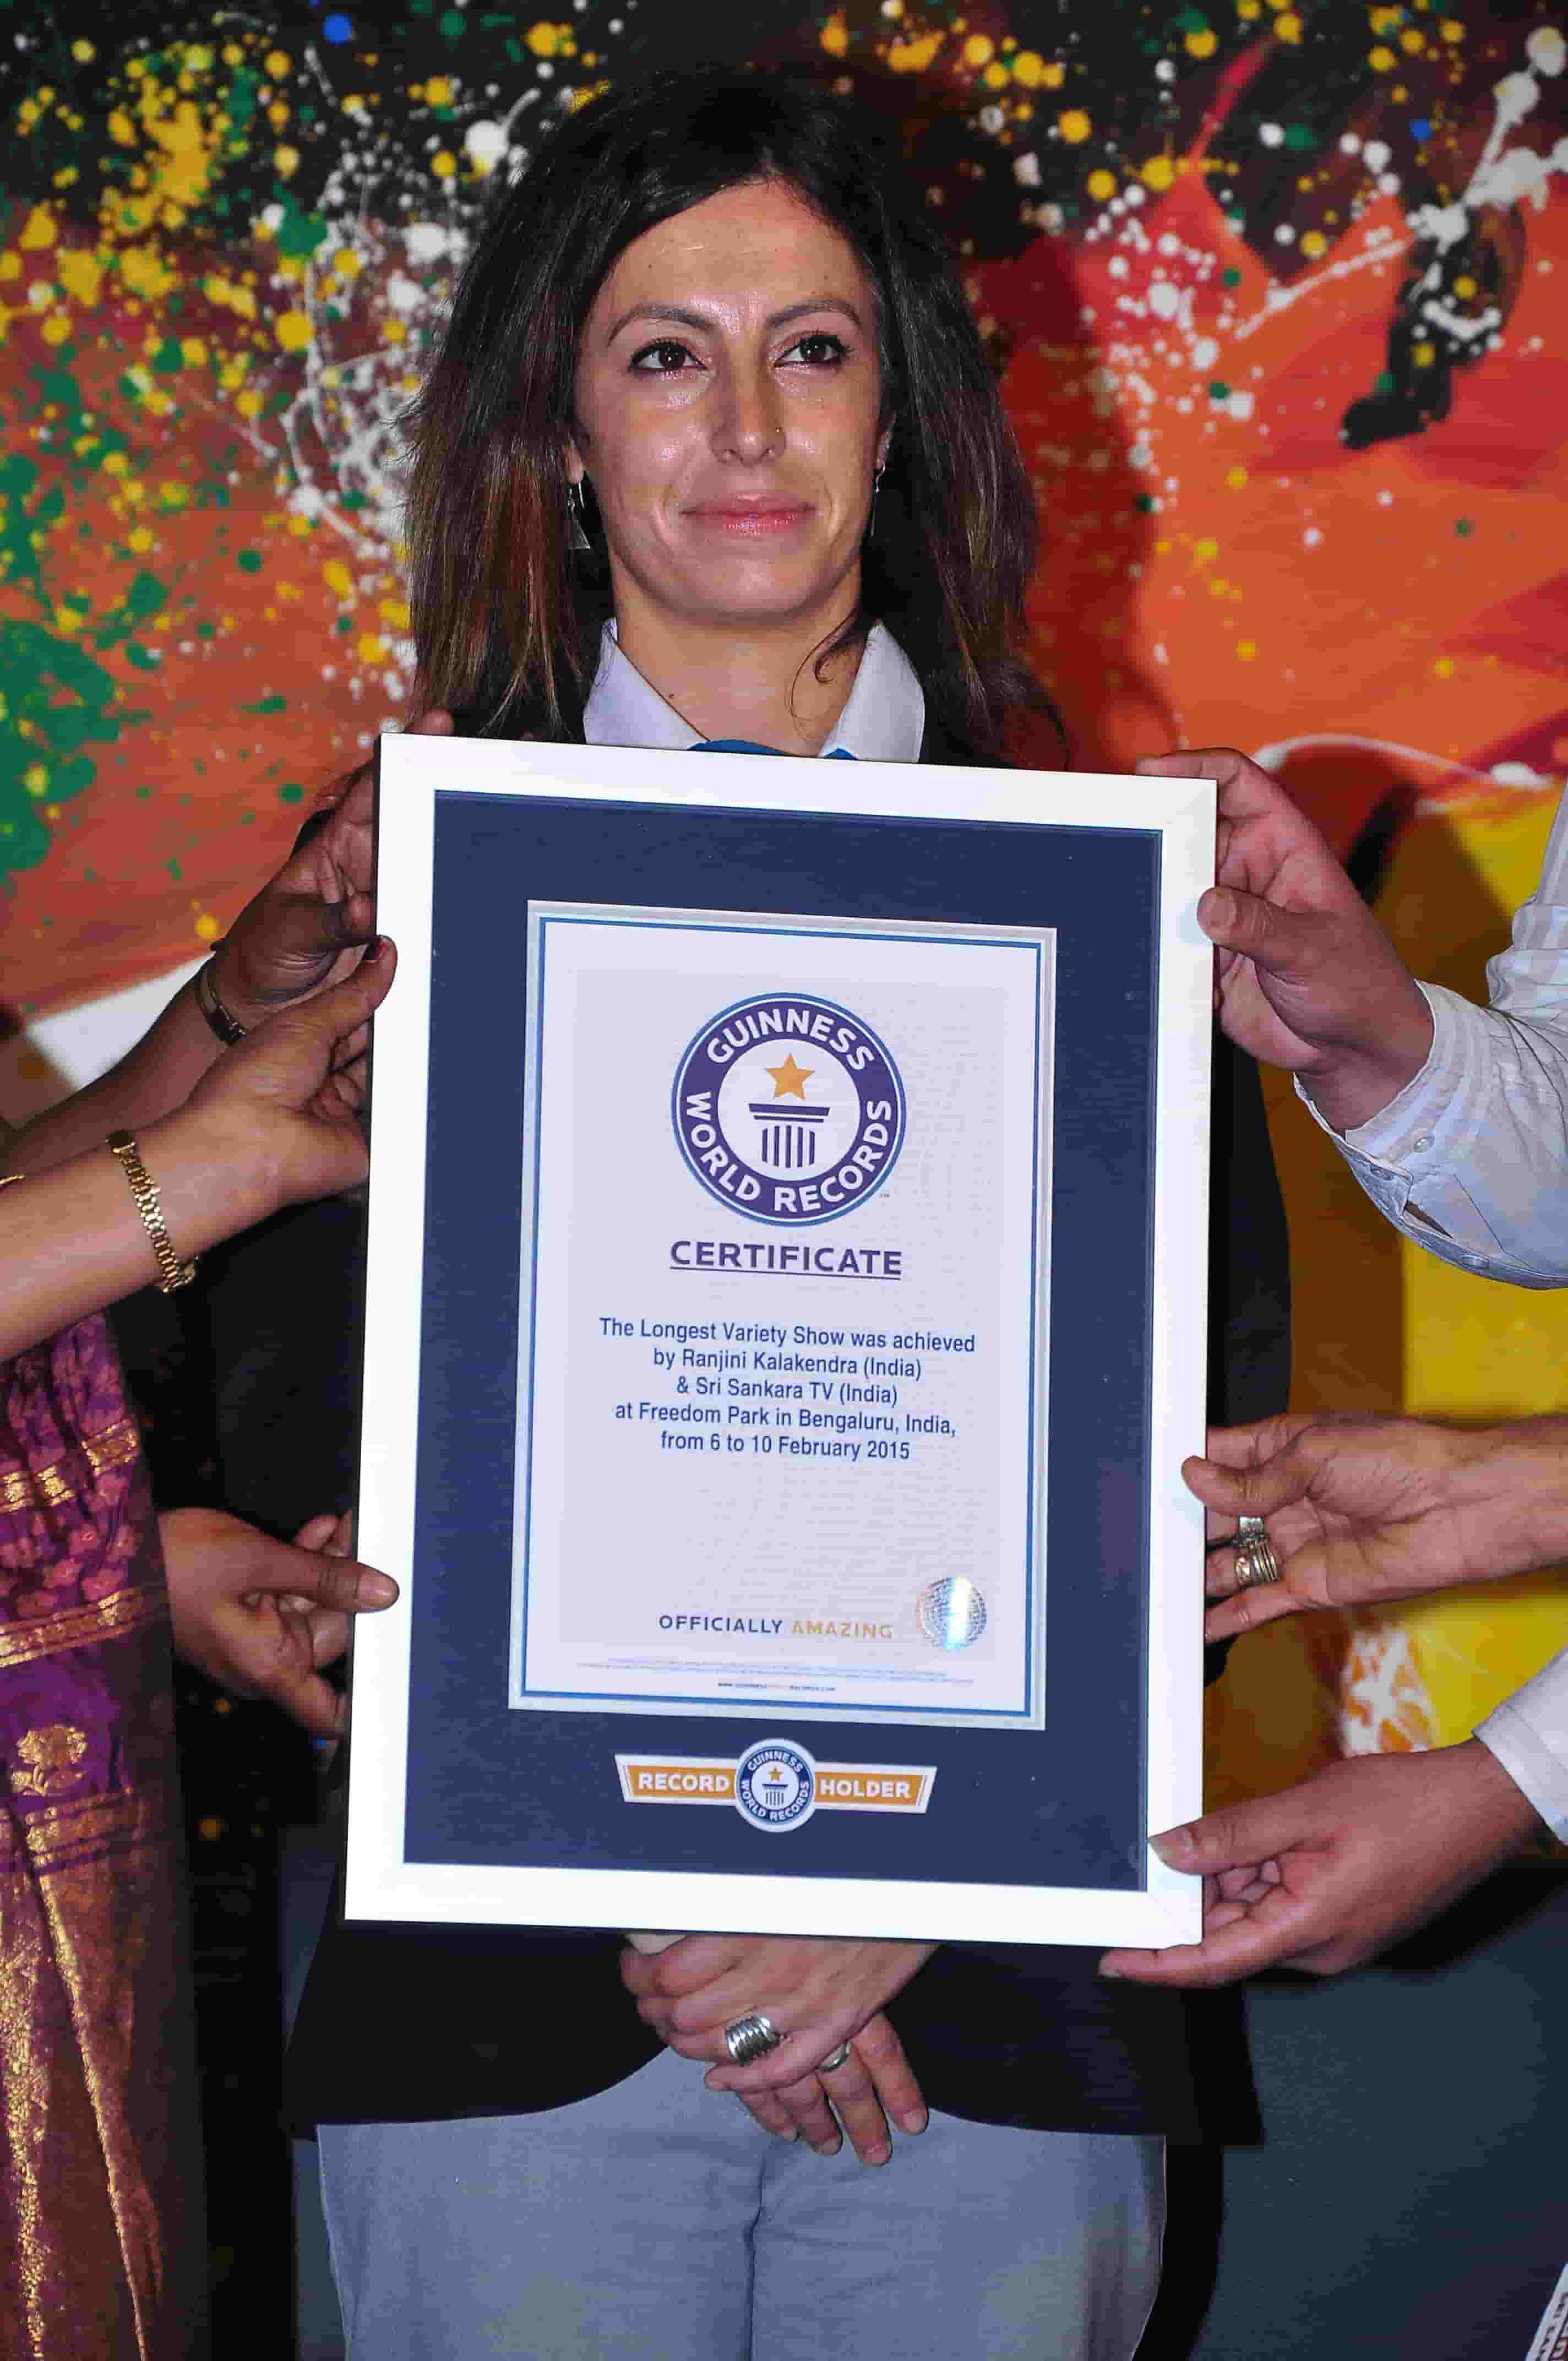 GUINNESS
WORLD RECORDS
™
CERTIFICATE
The Longest Variety Show was achieved
by Ranjini Kalakendra (India)
& Sri Sankara TV (India)
at Freedom Park in Bengaluru, India,
from 6 to 10 February 2015
OFFICIALLY AMAZING
RECORD HOLDER
GUINNESS
WORLD RECORDS